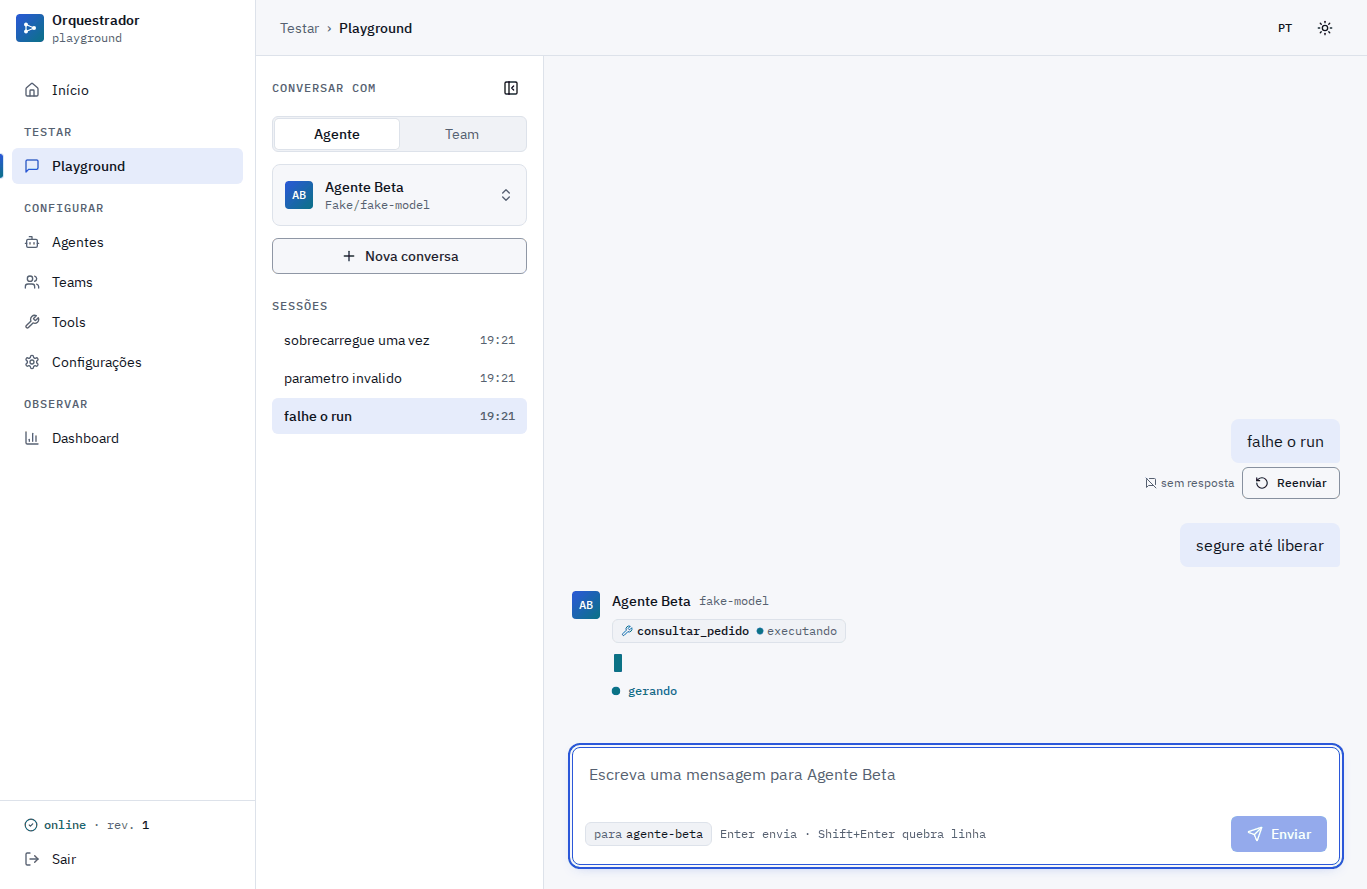 Orquestrador
playground
Início
TESTAR
Playground
CONFIGURAR
Agentes
Teams
Tools
Configurações
OBSERVAR
Dashboard
online · rev. 1
Sair
Testar › Playground
PT
CONVERSAR COM
Agente Team
AB Agente Beta
Fake/fake-model
Nova conversa
SESSÕES
sobrecarregue uma vez 19:21
parametro invalido 19:21
falhe o run 19:21
falhe o run
sem resposta Reenviar
segure até liberar
AB Agente Beta fake-model
consultar_pedido executando
gerando
Escreva uma mensagem para Agente Beta
para agente-beta Enter envia · Shift+Enter quebra linha Enviar